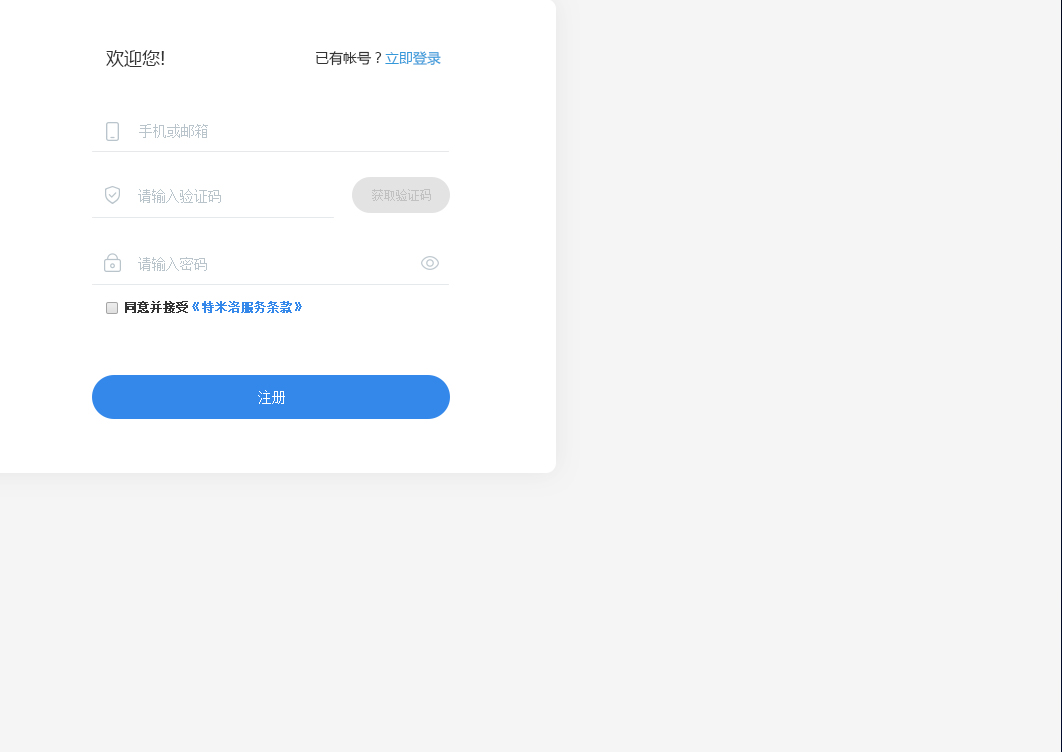 欢迎您!
已有帐号？立即登录
手机或邮箱
请输入验证码
获取验证码
请输入密码
同意并接受《特米洛服务条款》
注册